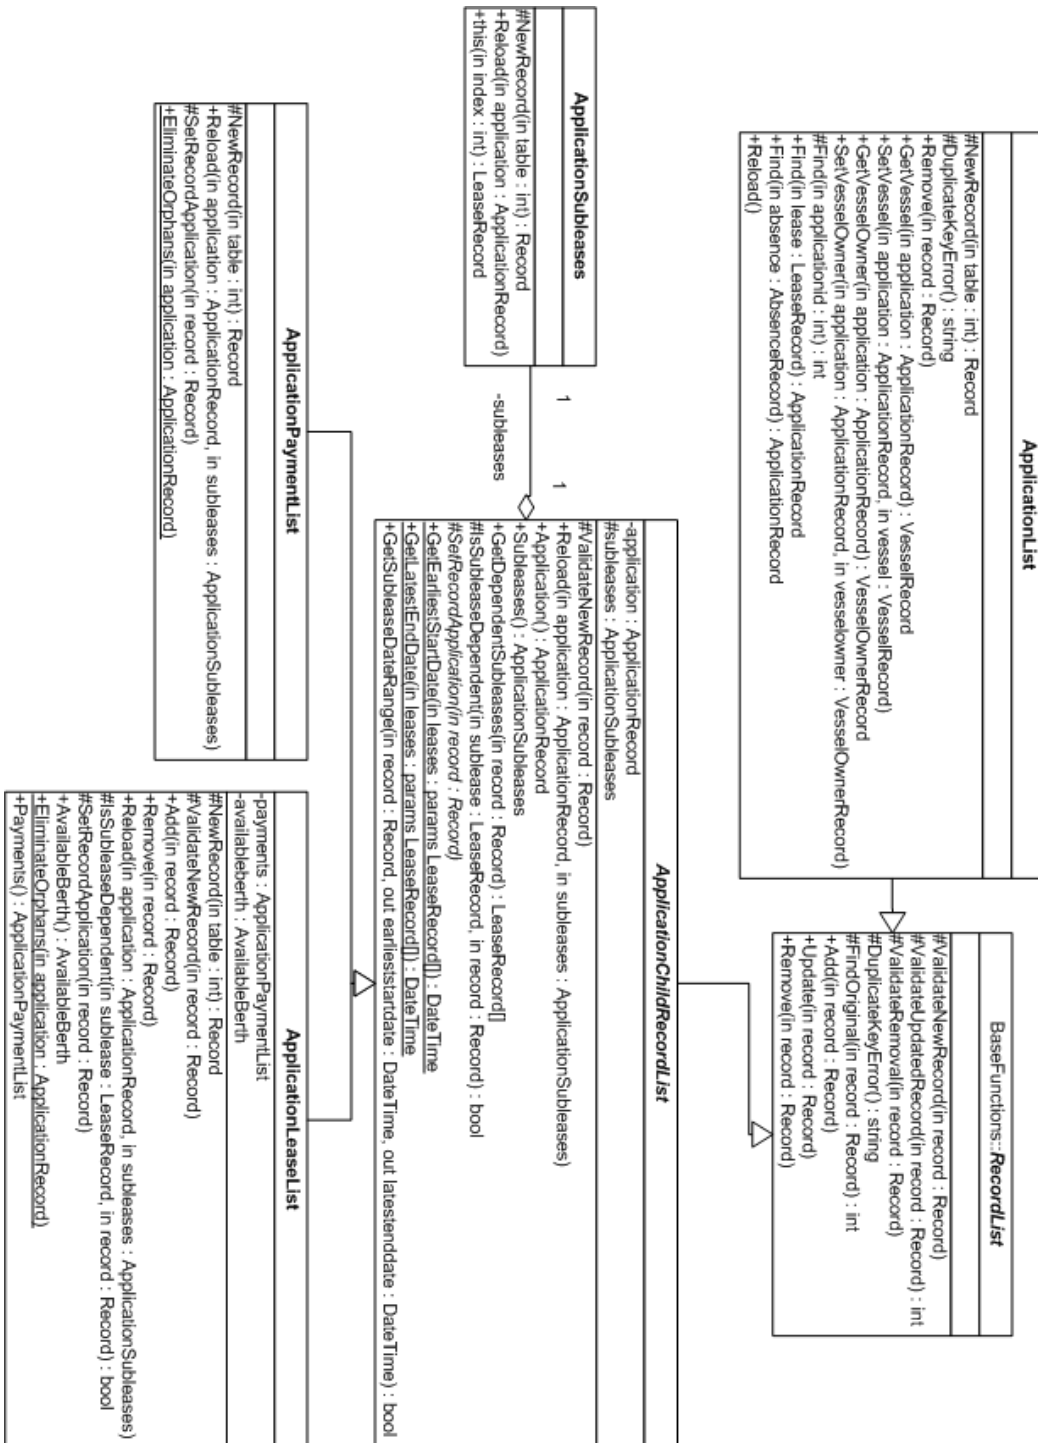 ApplicationList
#NewRecord(in table : int) : Record
#DuplicateKeyError() : string
+Remove(in record : Record)
+GetVessel(in application : ApplicationRecord) : VesselRecord
+SetVessel(in application : ApplicationRecord, in vessel : VesselRecord)
+GetVesselOwner(in application : ApplicationRecord) : VesselOwnerRecord
+SetVesselOwner(in application : ApplicationRecord, in vesselowner : VesselOwnerRecord)
#Find(in applicationid : int) : int
+Find(in lease : LeaseRecord) : ApplicationRecord
+Find(in absence : AbsenceRecord) : ApplicationRecord
+Reload()
BaseFunctions::RecordList
#ValidateNewRecord(in record : Record)
#ValidateUpdatedRecord(in record : Record) : int
#ValidateRemoval(in record : Record)
#DuplicateKeyError() : string
#FindOriginal(in record : Record) : int
+Add(in record : Record)
+Update(in record : Record)
+Remove(in record : Record)
ApplicationSubleases
#NewRecord(in table : int) : Record
+Reload(in application : ApplicationRecord)
+this(in index : int) : LeaseRecord
1
1
-subleases
ApplicationChildRecordList
-application : ApplicationRecord
#subleases : ApplicationSubleases
#ValidateNewRecord(in record : Record)
+Reload(in application : ApplicationRecord, in subleases : ApplicationSubleases)
+Application() : ApplicationRecord
+Subleases() : ApplicationSubleases
+GetDependentSubleases(in record : Record) : LeaseRecord[]
#IsSubleaseDependent(in sublease : LeaseRecord, in record : Record) : bool
#SetRecordApplication(in record : Record)
+GetEarliestStartDate(in leases : params LeaseRecord[]) : DateTime
+GetLatestEndDate(in leases : params LeaseRecord[]) : DateTime
+GetSubleaseDateRange(in record : Record, out earlieststartdate : DateTime, out latestenddate : DateTime) : bool
ApplicationPaymentList
#NewRecord(in table : int) : Record
+Reload(in application : ApplicationRecord, in subleases : ApplicationSubleases)
#SetRecordApplication(in record : Record)
+EliminateOrphans(in application : ApplicationRecord)
ApplicationLeaseList
-payments : ApplicationPaymentList
-availableberth : AvailableBerth
#NewRecord(in table : int) : Record
#ValidateNewRecord(in record : Record)
+Add(in record : Record)
+Remove(in record : Record)
+Reload(in application : ApplicationRecord, in subleases : ApplicationSubleases)
#IsSubleaseDependent(in sublease : LeaseRecord, in record : Record) : bool
#SetRecordApplication(in record : Record)
+AvailableBerth() : AvailableBerth
+EliminateOrphans(in application : ApplicationRecord)
+Payments() : ApplicationPaymentList